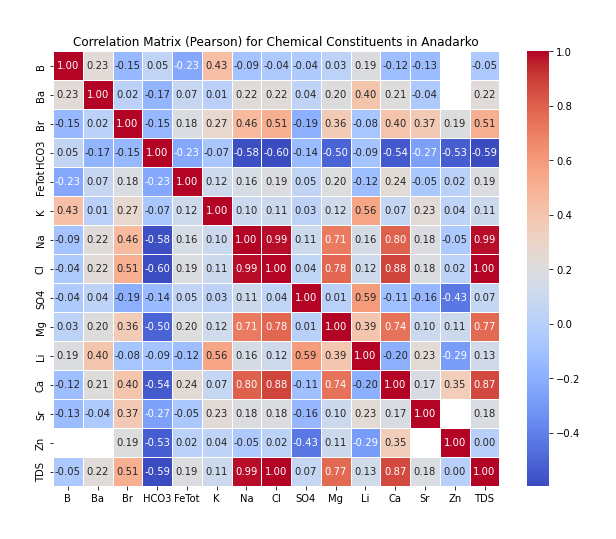 Correlation Matrix (Pearson) for Chemical Constituents in Anadarko
B 1.00 0.23 -0.15 0.05 -0.23 0.43 -0.09 -0.04 -0.04 0.03 0.19 -0.12 -0.13 -0.05
Ba 0.23 1.00 0.02 -0.17 0.07 0.01 0.22 0.22 0.04 0.20 0.40 0.21 -0.04 0.22
Br -0.15 0.02 1.00 -0.15 0.18 0.27 0.46 0.51 -0.19 0.36 -0.08 0.40 0.37 0.19 0.51
HCO3 0.05 -0.17 -0.15 1.00 -0.23 -0.07 -0.58 -0.60 -0.14 -0.50 -0.09 -0.54 -0.27 -0.53 -0.59
FeTot -0.23 0.07 0.18 -0.23 1.00 0.12 0.16 0.19 0.05 0.20 -0.12 0.24 -0.05 0.02 0.19
K 0.43 0.01 0.27 -0.07 0.12 1.00 0.10 0.11 0.03 0.12 0.56 0.07 0.23 0.04 0.11
Na -0.09 0.22 0.46 -0.58 0.16 0.10 1.00 0.99 0.11 0.71 0.16 0.80 0.18 -0.05 0.99
Cl -0.04 0.22 0.51 -0.60 0.19 0.11 0.99 1.00 0.04 0.78 0.12 0.88 0.18 0.02 1.00
SO4 -0.04 0.04 -0.19 -0.14 0.05 0.03 0.11 0.04 1.00 0.01 0.59 -0.11 -0.16 -0.43 0.07
Mg 0.03 0.20 0.36 -0.50 0.20 0.12 0.71 0.78 0.01 1.00 0.39 0.74 0.10 0.11 0.77
Li 0.19 0.40 -0.08 -0.09 -0.12 0.56 0.16 0.12 0.59 0.39 1.00 -0.20 0.23 -0.29 0.13
Ca -0.12 0.21 0.40 -0.54 0.24 0.07 0.80 0.88 -0.11 0.74 -0.20 1.00 0.17 0.35 0.87
Sr -0.13 -0.04 0.37 -0.27 -0.05 0.23 0.18 0.18 -0.16 0.10 0.23 0.17 1.00 0.18
Zn 0.19 -0.53 0.02 0.04 -0.05 0.02 -0.43 0.11 -0.29 0.35 1.00 0.00
TDS -0.05 0.22 0.51 -0.59 0.19 0.11 0.99 1.00 0.07 0.77 0.13 0.87 0.18 0.00 1.00
B Ba Br HCO3 FeTot K Na Cl SO4 Mg Li Ca Sr Zn TDS
1.0
0.8
0.6
0.4
0.2
0.0
−0.2
−0.4